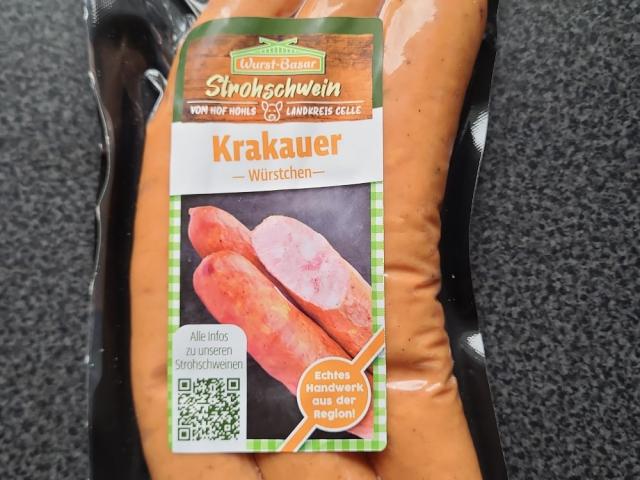 Wurst-Basar
Strohschwein
VOM HOF HOHLS LANDKREIS CELLE
Krakauer
— Würstchen —
Alle Infos
zu unseren
Strohschweinen
Echtes
Handwerk
aus der
Region!